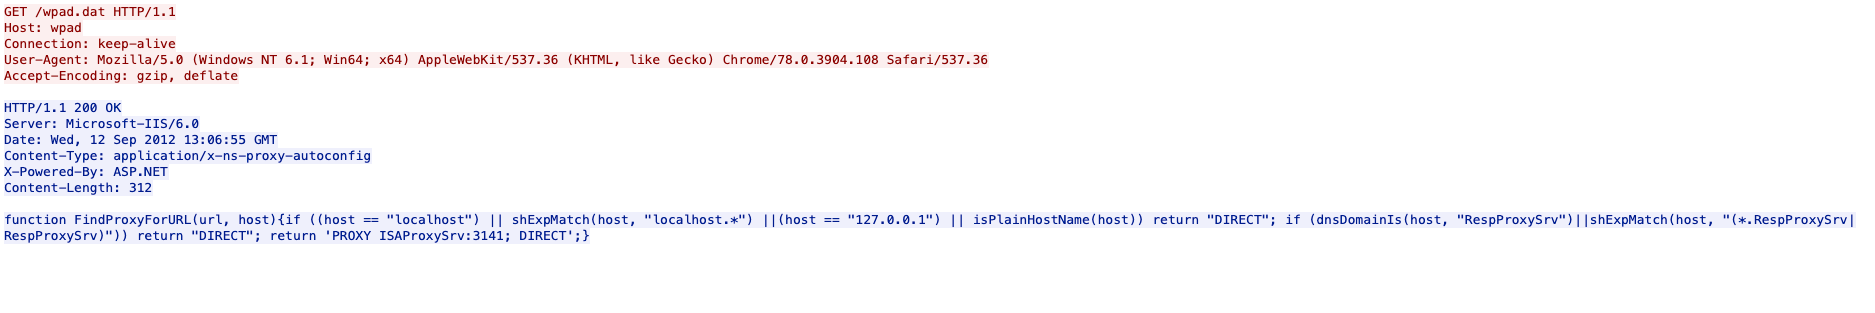 GET /wpad.dat HTTP/1.1
Host: wpad
Connection: keep-alive
User-Agent: Mozilla/5.0 (Windows NT 6.1; Win64; x64) AppleWebKit/537.36 (KHTML, like Gecko) Chrome/78.0.3904.108 Safari/537.36
Accept-Encoding: gzip, deflate
HTTP/1.1 200 OK
Server: Microsoft-IIS/6.0
Date: Wed, 12 Sep 2012 13:06:55 GMT
Content-Type: application/x-ns-proxy-autoconfig
X-Powered-By: ASP.NET
Content-Length: 312
function FindProxyForURL(url, host){if ((host == "localhost") || shExpMatch(host, "localhost.*") ||(host == "127.0.0.1") || isPlainHostName(host)) return "DIRECT"; if (dnsDomainIs(host, "RespProxySrv")||shExpMatch(host, "(*.RespProxySrv|
RespProxySrv)")) return "DIRECT"; return 'PROXY ISAProxySrv:3141; DIRECT';}